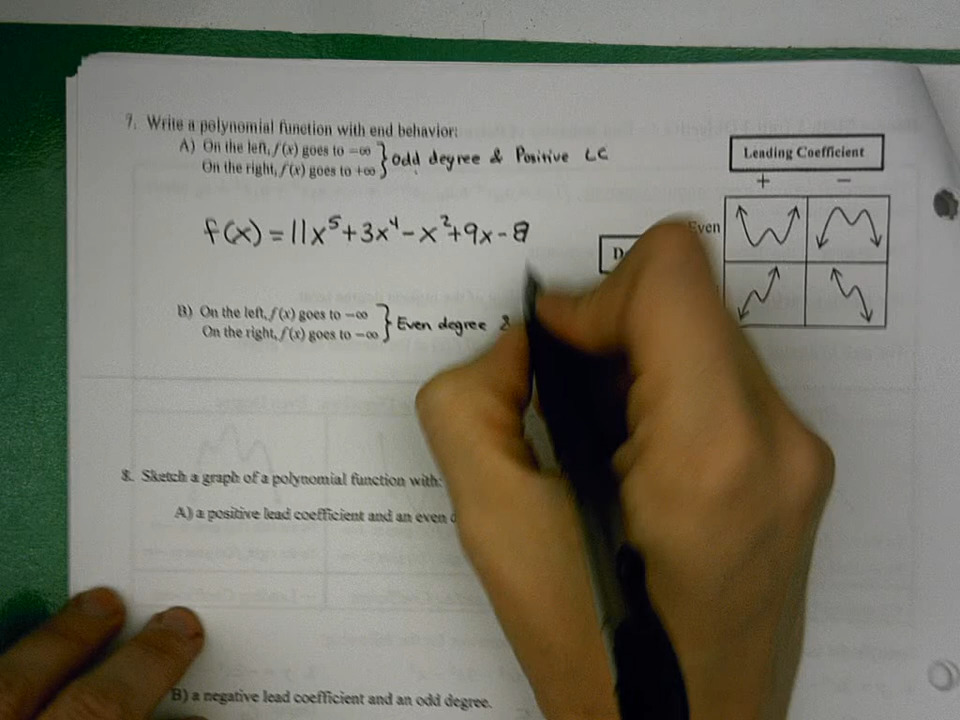 7. Write a polynomial function with end behavior:
A) On the left, f(x) goes to −∞
On the right, f(x) goes to +∞
} Odd degree & Positive LC
Leading Coefficient
+ −
Even
f(x) = 11x⁵ + 3x⁴ − x² + 9x − 8
D
B) On the left, f(x) goes to −∞
On the right, f(x) goes to −∞
} Even degree &
8. Sketch a graph of a polynomial function with:
A) a positive lead coefficient and an even
B) a negative lead coefficient and an odd degree.